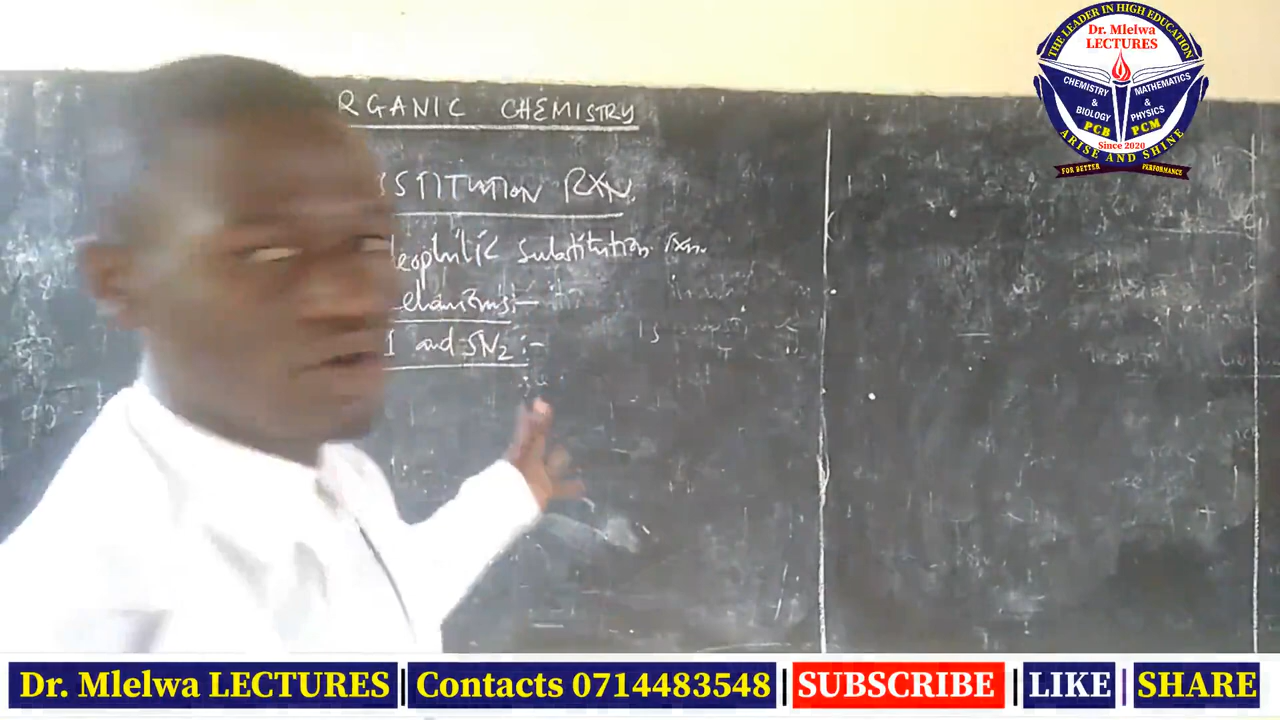 THE LEADER IN HIGH EDUCATION
Dr. Mlelwa
LECTURES
CHEMISTRY
&
BIOLOGY
PCB
MATHEMATICS
&
PHYSICS
PCM
Since 2020
ARISE AND SHINE
FOR BETTER PERFORMANCE
RGANIC CHEMISTRY
STITUTION RXN.
leophilic substitution rxn.
echanisms:-
1 and SN2:-
Dr. Mlelwa LECTURES | Contacts 0714483548 | SUBSCRIBE | LIKE | SHARE